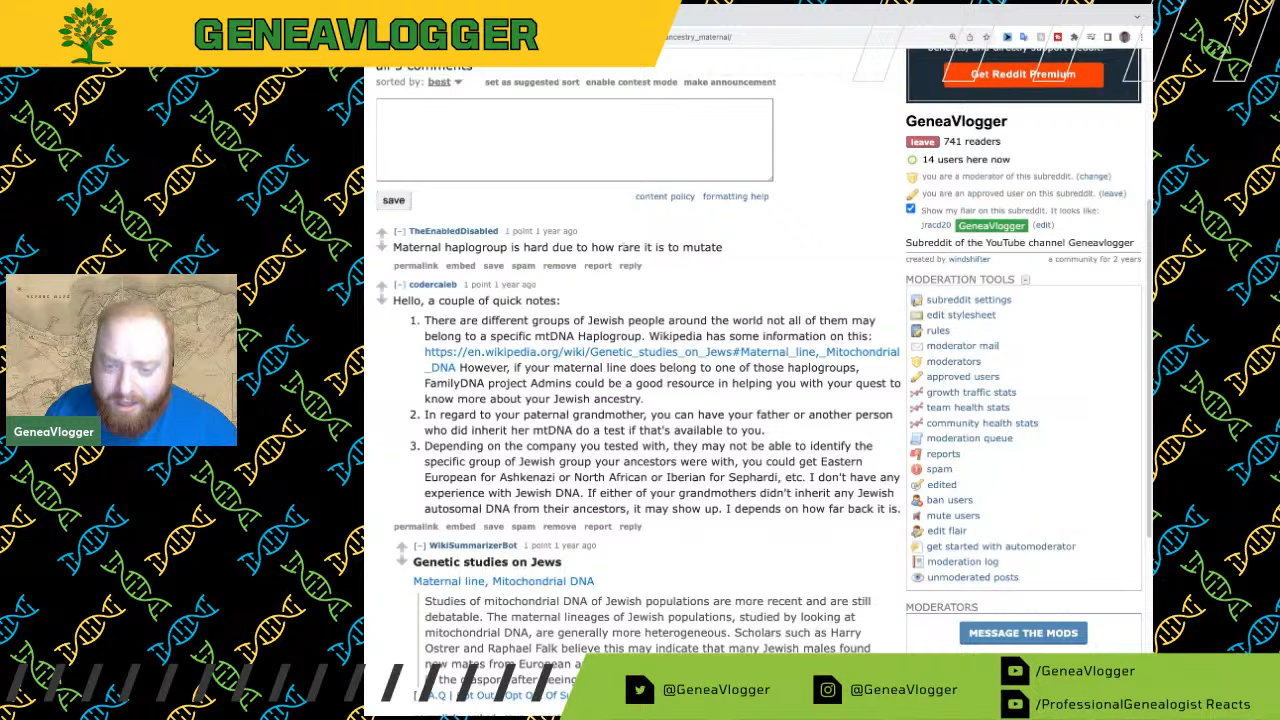 GENEAVLOGGER
ancestry_maternal/
sorted by: best
set as suggested sort enable contest mode make announcement
save
content policy formatting help
[–] TheEnabledDisabled 1 point 1 year ago
Maternal haplogroup is hard due to how rare it is to mutate
permalink embed save spam remove report reply
[–] codercaleb 1 point 1 year ago
Hello, a couple of quick notes:
1. There are different groups of Jewish people around the world not all of them may
belong to a specific mtDNA Haplogroup. Wikipedia has some information on this:
https://en.wikipedia.org/wiki/Genetic_studies_on_Jews#Maternal_line,_Mitochondrial
_DNA However, if your maternal line does belong to one of those haplogroups,
FamilyDNA project Admins could be a good resource in helping you with your quest to
know more about your Jewish ancestry.
2. In regard to your paternal grandmother, you can have your father or another person
who did inherit her mtDNA do a test if that's available to you.
3. Depending on the company you tested with, they may not be able to identify the
specific group of Jewish group your ancestors were with, you could get Eastern
European for Ashkenazi or North African or Iberian for Sephardi, etc. I don't have any
experience with Jewish DNA. If either of your grandmothers didn't inherit any Jewish
autosomal DNA from their ancestors, it may show up. I depends on how far back it is.
permalink embed save spam remove report reply
[–] WikiSummarizerBot 1 point 1 year ago
Genetic studies on Jews
Maternal line, Mitochondrial DNA
Studies of mitochondrial DNA of Jewish populations are more recent and are still
debatable. The maternal lineages of Jewish populations, studied by looking at
mitochondrial DNA, are generally more heterogeneous. Scholars such as Harry
Ostrer and Raphael Falk believe this may indicate that many Jewish males found
new mates from European
Get Reddit Premium
GeneaVlogger
leave 741 readers
14 users here now
you are a moderator of this subreddit. (change)
you are an approved user on this subreddit. (leave)
Show my flair on this subreddit. It looks like:
jracd20 GeneaVlogger (edit)
Subreddit of the YouTube channel Geneavlogger
created by windshifter a community for 2 years
MODERATION TOOLS
subreddit settings
edit stylesheet
rules
moderator mail
moderators
approved users
growth traffic stats
team health stats
community health stats
moderation queue
reports
spam
edited
ban users
mute users
edit flair
get started with automoderator
moderation log
unmoderated posts
MODERATORS
MESSAGE THE MODS
GeneaVlogger
@GeneaVlogger
@GeneaVlogger
/GeneaVlogger
/ProfessionalGenealogist Reacts